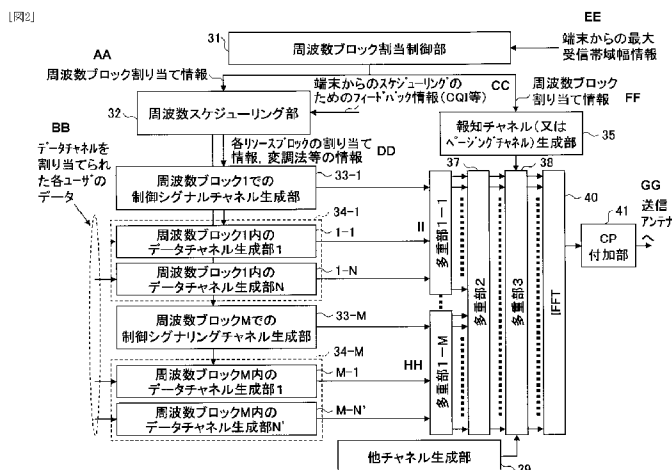 [図2]
EE
端末からの最大
受信帯域幅情報
31
周波数ブロック割当制御部
AA
周波数ブロック割り当て情報
端末からのスケジューリングの
ためのフィードバック情報(CQI等)
CC
周波数ブロック
割り当て情報
FF
32
周波数スケジューリング部
報知チャネル(又は
ページングチャネル)生成部
35
BB
データチャネルを
割り当てられた
各ユーザの
データ
各リソースブロックの割り当て
情報、変調法等の情報
DD
37
38
33-1
周波数ブロック1での
制御シグナルチャネル生成部
40
GG
送信
アンテナ
へ
41
CP
付加部
34-1
II
周波数ブロック1内の
データチャネル生成部1
1-1
周波数ブロック1内の
データチャネル生成部N
1-N
多重部1-1
多重部2
多重部3
IFFT
33-M
周波数ブロックMでの
制御シグナリングチャネル生成部
34-M
HH
周波数ブロックM内の
データチャネル生成部1
M-1
周波数ブロックM内の
データチャネル生成部N'
M-N'
多重部1-M
他チャネル生成部
39